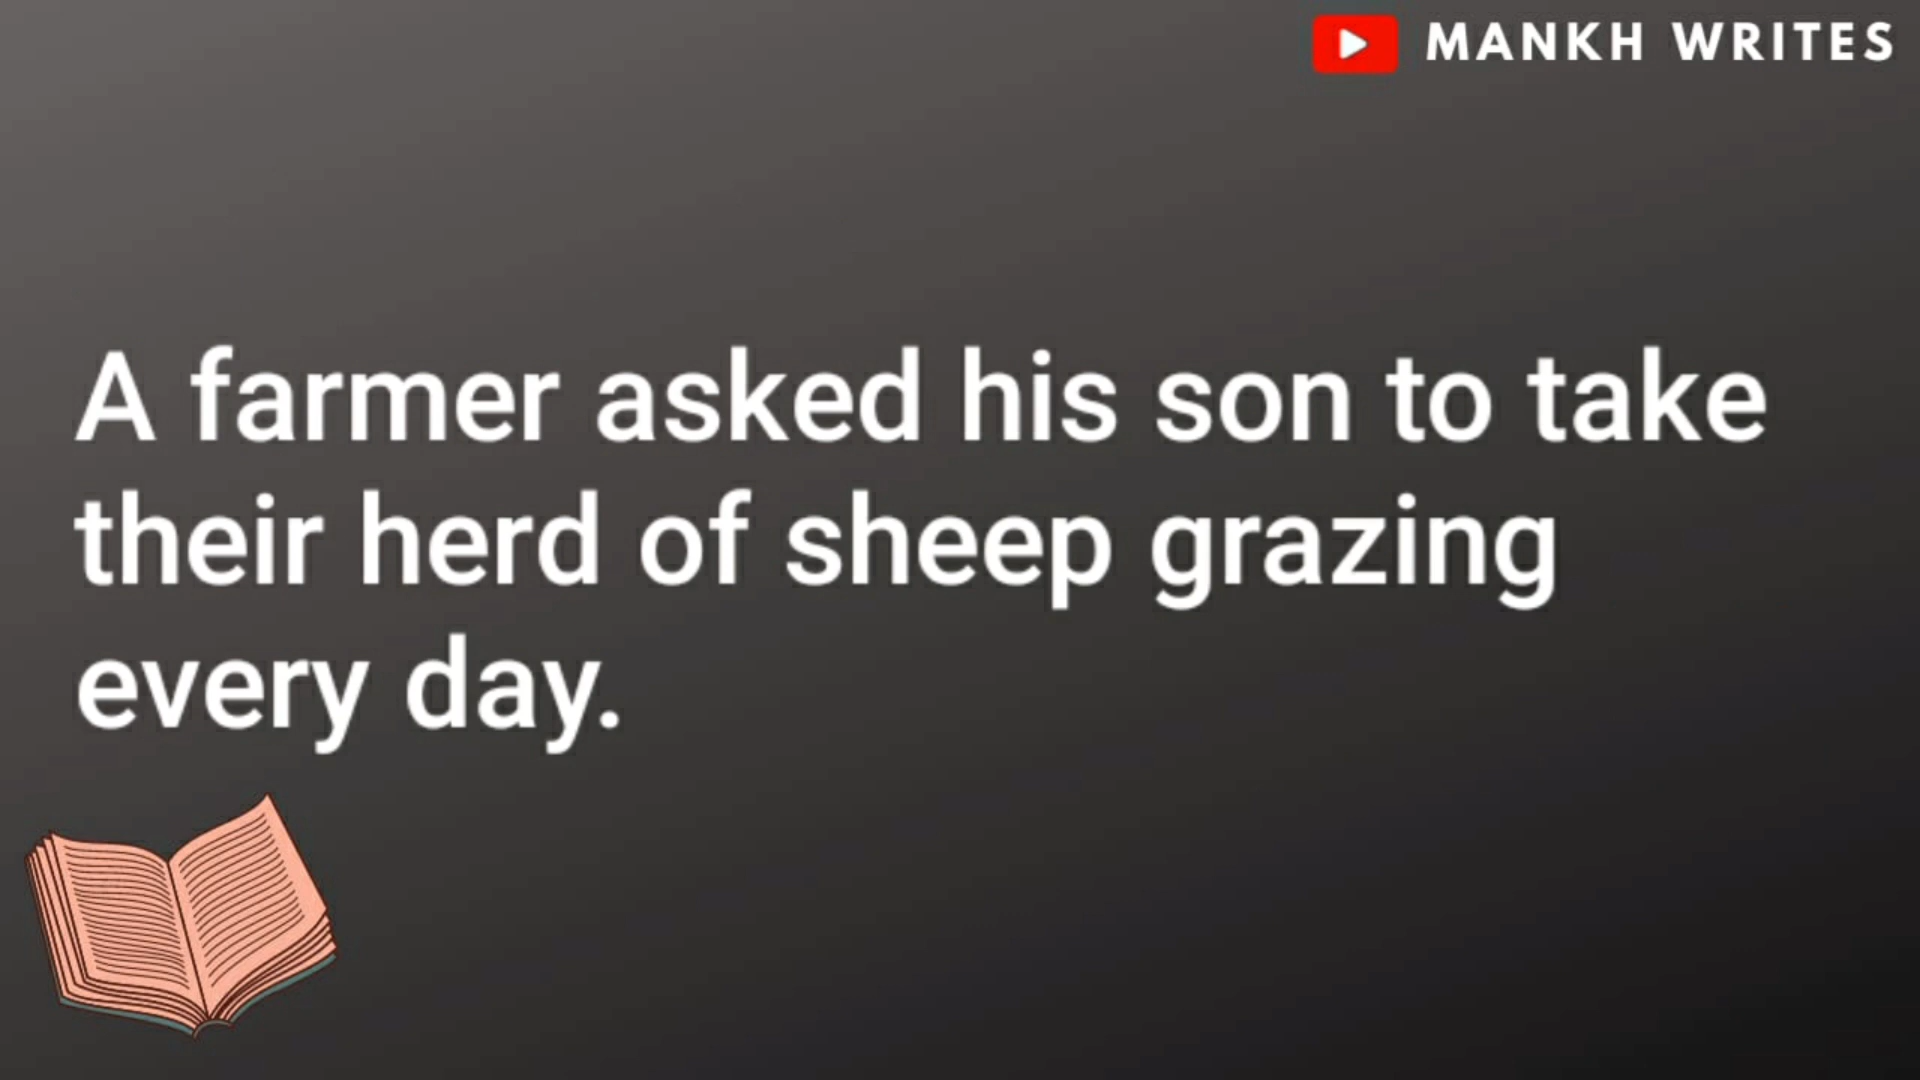 MANKH WRITES
A farmer asked his son to take
their herd of sheep grazing
every day.